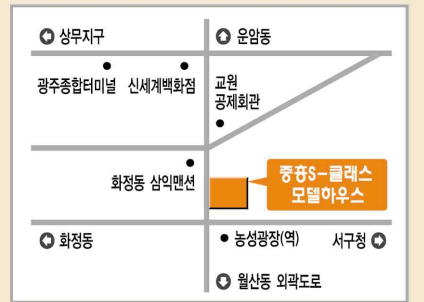 상무지구
운암동
광주종합터미널
신세계백화점
교원
공제회관
화정동 삼익맨션
중흥S-클래스
모델하우스
화정동
농성광장(역)
서구청
월산동 외곽도로